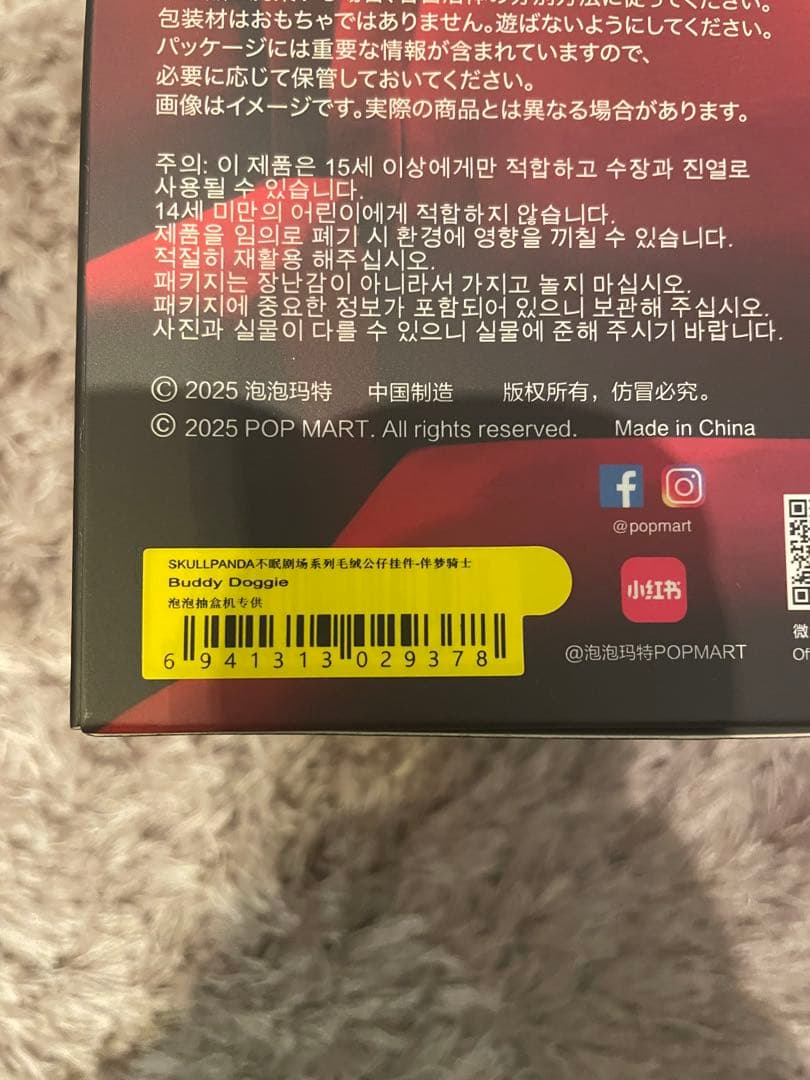 包装材はおもちゃではありません。遊ばないようにしてください。
パッケージには重要な情報が含まれていますので、
必要に応じて保管しておいてください。
画像はイメージです。実際の商品とは異なる場合があります。
주의: 이 제품은 15세 이상에게만 적합하고 수장과 진열로
사용될 수 있습니다.
14세 미만의 어린이에게 적합하지 않습니다.
제품을 임의로 폐기 시 환경에 영향을 끼칠 수 있습니다.
적절히 재활용 해주십시오.
패키지는 장난감이 아니라서 가지고 놀지 마십시오.
패키지에 중요한 정보가 포함되어 있으니 보관해 주십시오.
사진과 실물이 다를 수 있으니 실물에 준해 주시기 바랍니다.
© 2025 泡泡玛特 中国制造 版权所有，仿冒必究。
© 2025 POP MART. All rights reserved. Made in China
@popmart
SKULLPANDA不眠剧场系列毛绒公仔挂件-伴梦骑士
Buddy Doggie
泡泡抽盒机专供
6 941313 029378
小红书
@泡泡玛特POPMART
微
Of